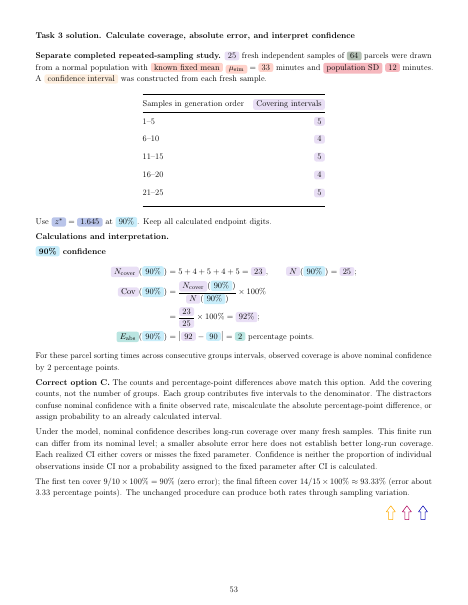 Task 3 solution. Calculate coverage, absolute error, and interpret confidence
Separate completed repeated-sampling study. 25 fresh independent samples of 64 parcels were drawn
from a normal population with known fixed mean μsim = 33 minutes and population SD 12 minutes.
A confidence interval was constructed from each fresh sample.
Samples in generation order Covering intervals
1–5 5
6–10 4
11–15 5
16–20 4
21–25 5
Use z* = 1.645 at 90%. Keep all calculated endpoint digits.
Calculations and interpretation.
90% confidence
Ncover(90%) = 5 + 4 + 5 + 4 + 5 = 23, N(90%) = 25;
Cov(90%) = Ncover(90%) / N(90%) × 100%
= 23/25 × 100% = 92%;
Eabs(90%) = |92 − 90| = 2 percentage points.
For these parcel sorting times across consecutive groups intervals, observed coverage is above nominal confidence
by 2 percentage points.
Correct option C. The counts and percentage-point differences above match this option. Add the covering
counts, not the number of groups. Each group contributes five intervals to the denominator. The distractors
confuse nominal confidence with a finite observed rate, miscalculate the absolute percentage-point difference, or
assign probability to an already calculated interval.
Under the model, nominal confidence describes long-run coverage over many fresh samples. This finite run
can differ from its nominal level; a smaller absolute error here does not establish better long-run coverage.
Each realized CI either covers or misses the fixed parameter. Confidence is neither the proportion of individual
observations inside CI nor a probability assigned to the fixed parameter after CI is calculated.
The first ten cover 9/10 × 100% = 90% (zero error); the final fifteen cover 14/15 × 100% ≈ 93.33% (error about
3.33 percentage points). The unchanged procedure can produce both rates through sampling variation.
53